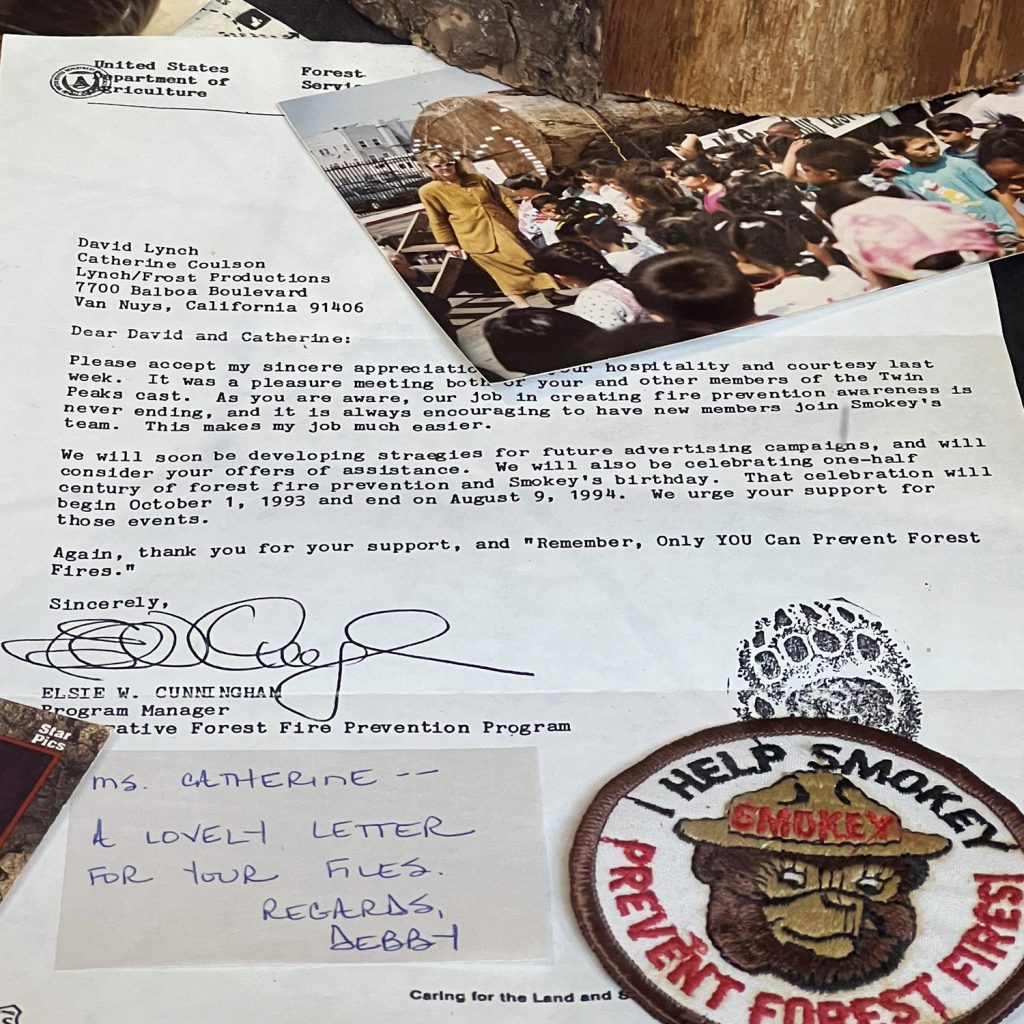 United States
Department of
Agriculture
Forest
Service
David Lynch
Catherine Coulson
Lynch/Frost Productions
7700 Balboa Boulevard
Van Nuys, California 91406
Dear David and Catherine:
Please accept my sincere appreciatio our hospitality and courtesy last
week. It was a pleasure meeting both of your and other members of the Twin
Peaks cast. As you are aware, our job in creating fire prevention awareness is
never ending, and it is always encouraging to have new members join Smokey's
team. This makes my job much easier.
We will soon be developing straegies for future advertising campaigns, and will
consider your offers of assistance. We will also be celebrating one-half
century of forest fire prevention and Smokey's birthday. That celebration will
begin October 1, 1993 and end on August 9, 1994. We urge your support for
those events.
Again, thank you for your support, and "Remember, Only YOU Can Prevent Forest
Fires."
Sincerely,
ELSIE W. CUNNINGHAM
Program Manager
rative Forest Fire Prevention Program
Star
Pics
MS. CATHERINE --
A LOVELY LETTER
FOR YOUR FILES.
REGARDS,
DEBBY
I HELP SMOKEY
SMOKEY
PREVENT FOREST FIRES!
Caring for the Land and S